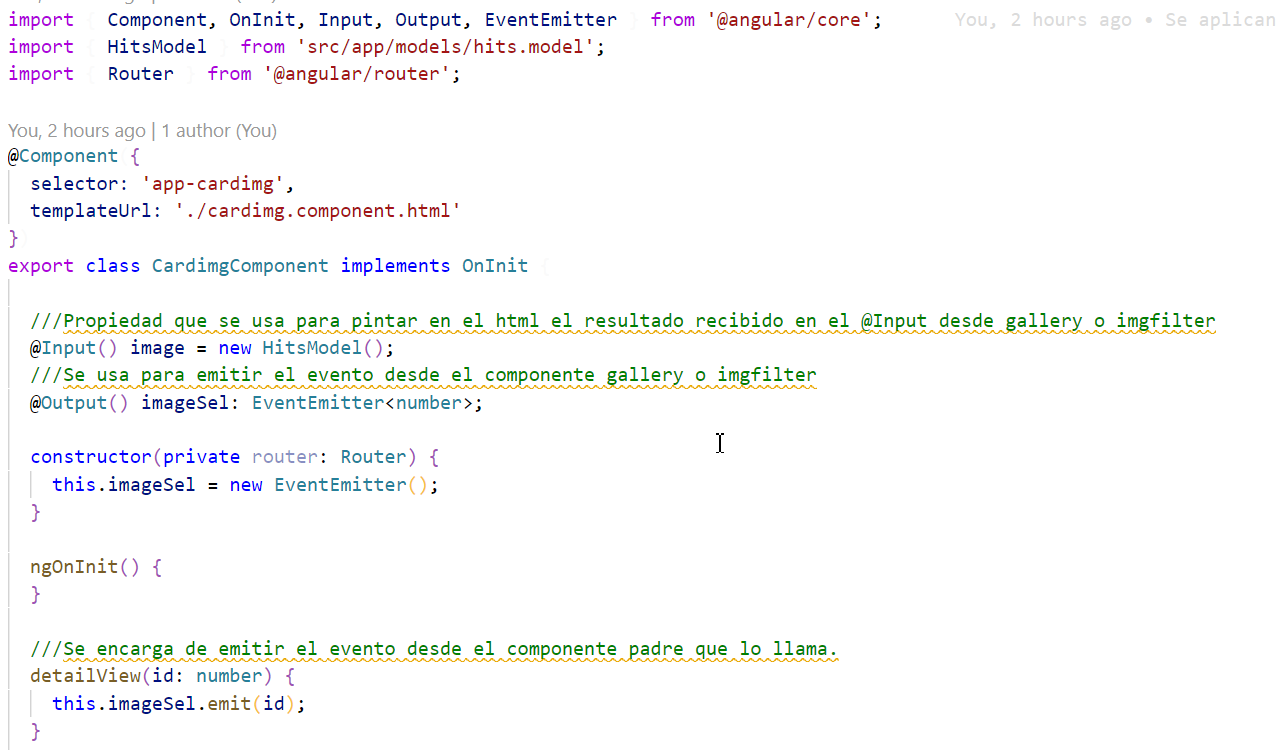 import Component, OnInit, Input, Output, EventEmitter from '@angular/core'; You, 2 hours ago • Se aplican
import { HitsModel } from 'src/app/models/hits.model';
import { Router } from '@angular/router';
You, 2 hours ago | 1 author (You)
@Component {
selector: 'app-cardimg',
templateUrl: './cardimg.component.html'
}
export class CardimgComponent implements OnInit {
///Propiedad que se usa para pintar en el html el resultado recibido en el @Input desde gallery o imgfilter
@Input() image = new HitsModel();
///Se usa para emitir el evento desde el componente gallery o imgfilter
@Output() imageSel: EventEmitter<number>;
constructor(private router: Router) {
this.imageSel = new EventEmitter();
}
ngOnInit() {
}
///Se encarga de emitir el evento desde el componente padre que lo llama.
detailView(id: number) {
this.imageSel.emit(id);
}